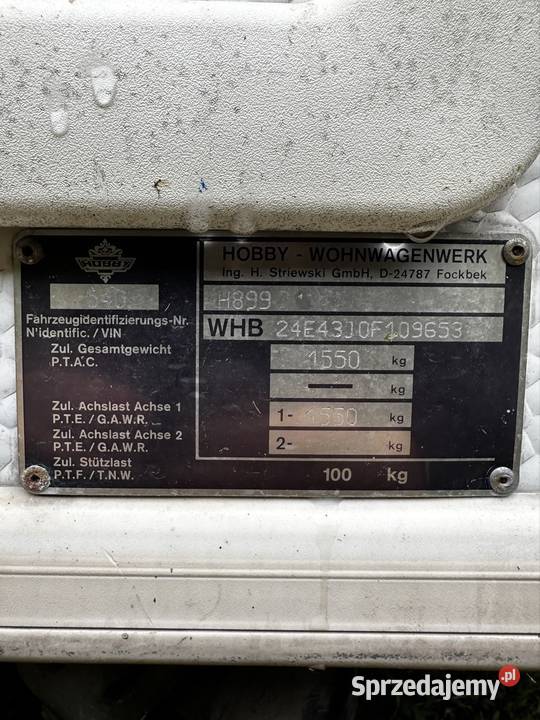 HOBBY
HOBBY - WOHNWAGENWERK
Ing. H. Striewski GmbH, D-24787 Fockbek
540
H899
Fahrzeugidentifizierungs-Nr.
N'identific. / VIN
WHB 24E43JOF109653
Zul. Gesamtgewicht
P.T.A.C.
1550 kg
— kg
Zul. Achslast Achse 1
P.T.E. / G.A.W.R.
1- 1550 kg
Zul. Achslast Achse 2
P.T.E. / G.A.W.R.
2- kg
Zul. Stützlast
P.T.F. / T.N.W.
100 kg
Sprzedajemy.pl